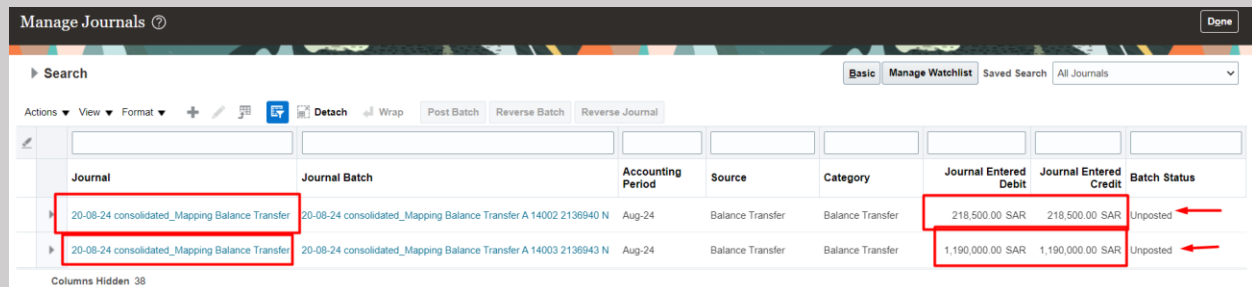 Manage Journals
Done
Search
Basic Manage Watchlist Saved Search All Journals
Actions View Format Detach Wrap Post Batch Reverse Batch Reverse Journal
Journal Journal Batch Accounting Period Source Category Journal Entered Debit Journal Entered Credit Batch Status
20-08-24 consolidated_Mapping Balance Transfer 20-08-24 consolidated_Mapping Balance Transfer A 14002 2136940 N Aug-24 Balance Transfer Balance Transfer 218,500.00 SAR 218,500.00 SAR Unposted
20-08-24 consolidated_Mapping Balance Transfer 20-08-24 consolidated_Mapping Balance Transfer A 14003 2136943 N Aug-24 Balance Transfer Balance Transfer 1,190,000.00 SAR 1,190,000.00 SAR Unposted
Columns Hidden 38